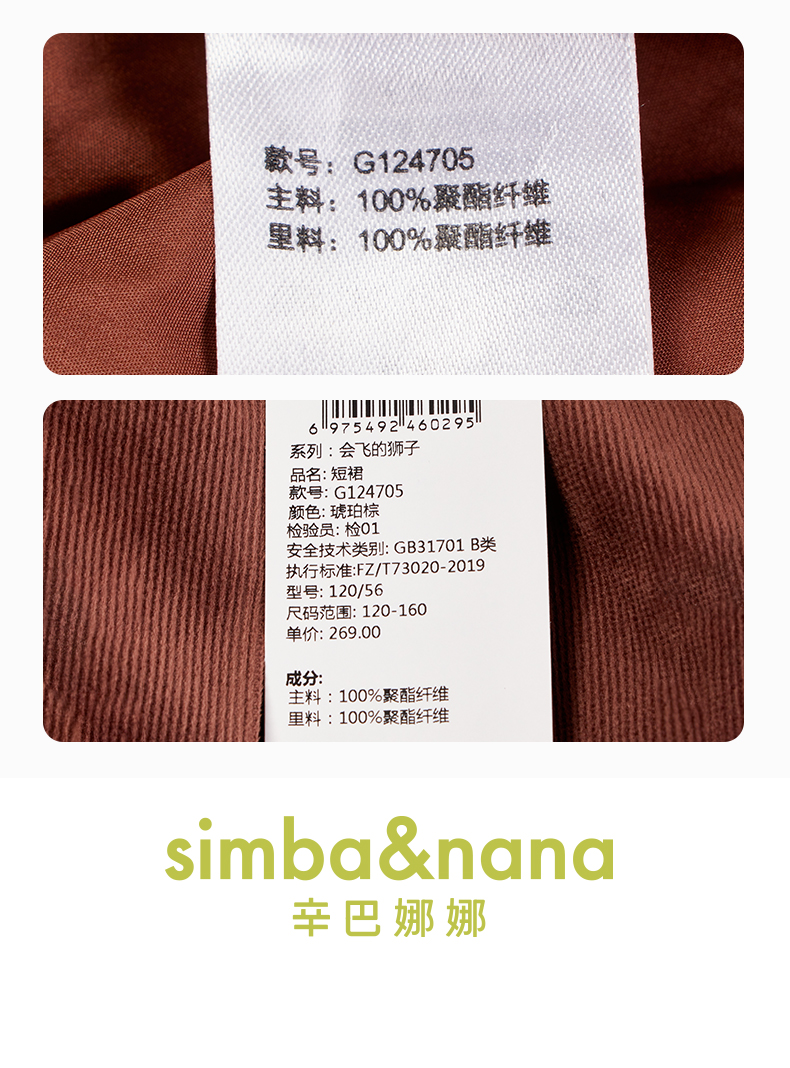 款号：G124705
主料：100%聚酯纤维
里料：100%聚酯纤维
6 975492 460295
系列：会飞的狮子
品名: 短裙
款号: G124705
颜色: 琥珀棕
检验员: 检01
安全技术类别: GB31701 B类
执行标准:FZ/T73020-2019
型号: 120/56
尺码范围: 120-160
单价: 269.00
成分:
主料：100%聚酯纤维
里料：100%聚酯纤维
simba&nana
辛巴娜娜